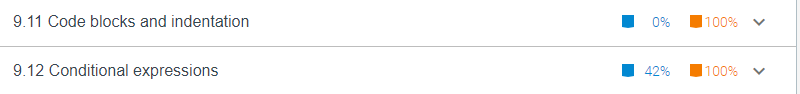 9.11 Code blocks and indentation 0% 100%
9.12 Conditional expressions 42% 100%